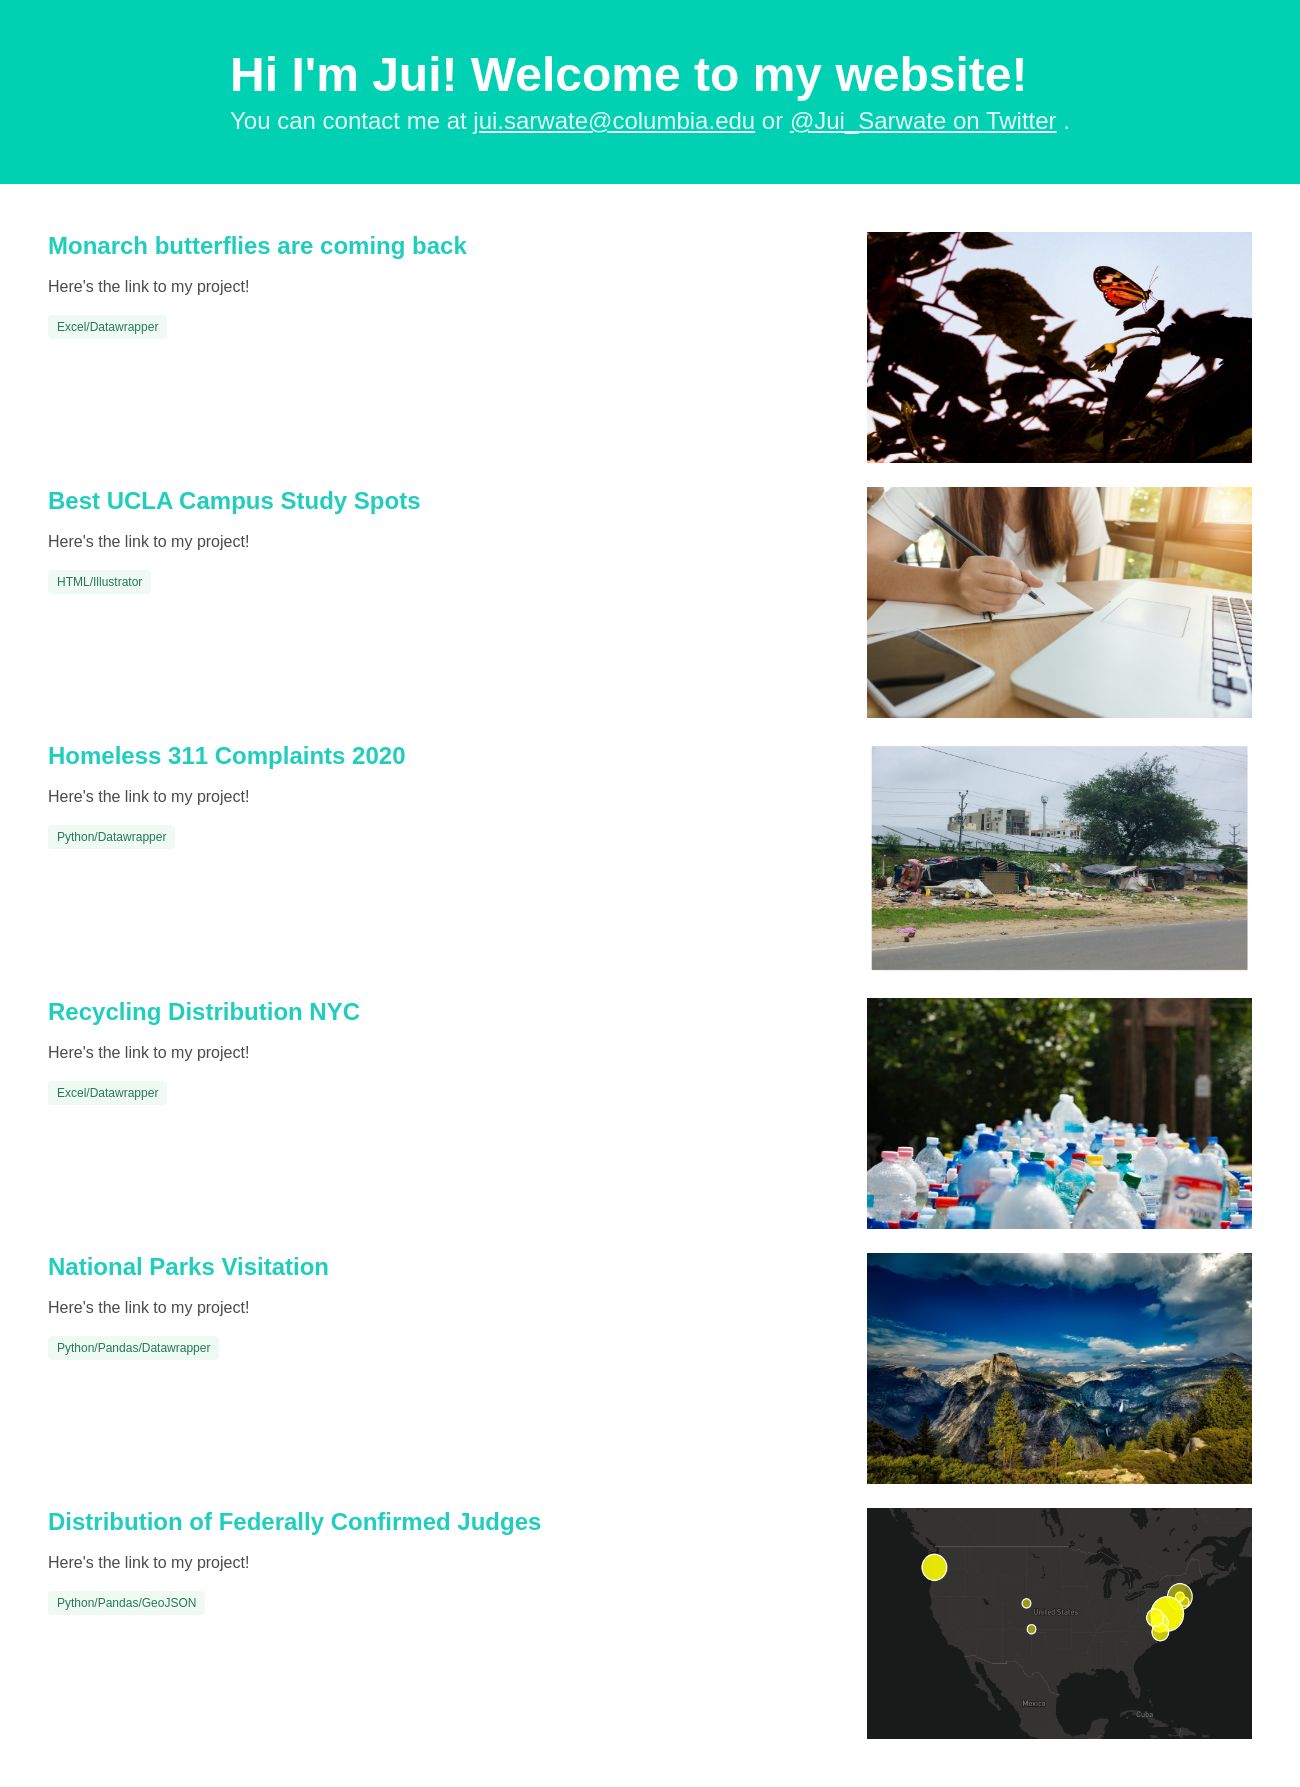 Hi I'm Jui! Welcome to my website!
You can contact me at jui.sarwate@columbia.edu or @Jui_Sarwate on Twitter .
Monarch butterflies are coming back
Here's the link to my project!
Excel/Datawrapper
Best UCLA Campus Study Spots
Here's the link to my project!
HTML/Illustrator
Homeless 311 Complaints 2020
Here's the link to my project!
Python/Datawrapper
Recycling Distribution NYC
Here's the link to my project!
Excel/Datawrapper
National Parks Visitation
Here's the link to my project!
Python/Pandas/Datawrapper
Distribution of Federally Confirmed Judges
Here's the link to my project!
Python/Pandas/GeoJSON
United States
Mexico
Cuba